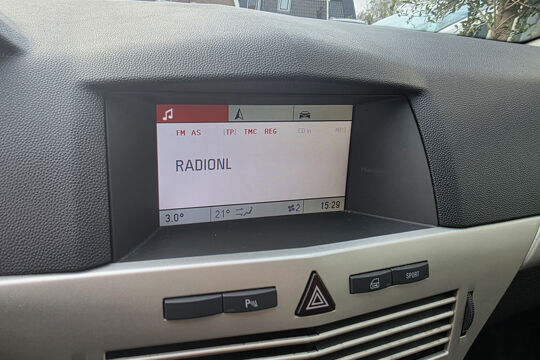 FM AS [TP] TMC REG CD in MP3
RADIONL
3.0° 21° 2 15:29
P SPORT